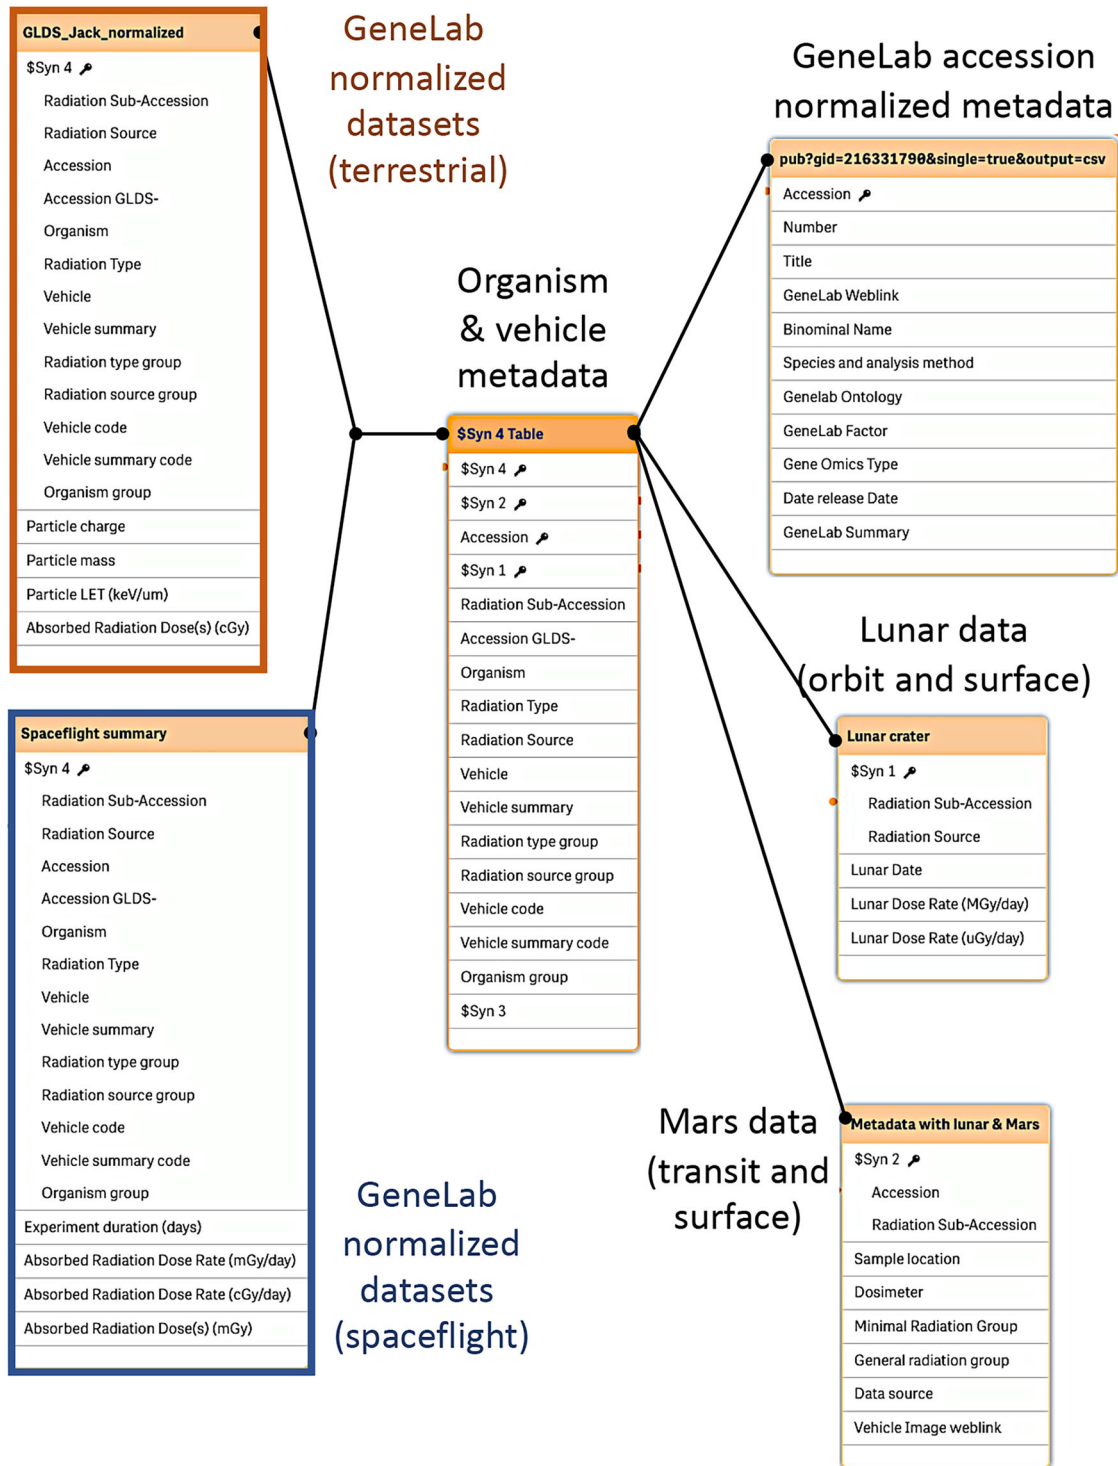 GLDS_Jack_normalized
$Syn 4
Radiation Sub-Accession
Radiation Source
Accession
Accession GLDS-
Organism
Radiation Type
Vehicle
Vehicle summary
Radiation type group
Radiation source group
Vehicle code
Vehicle summary code
Organism group
Particle charge
Particle mass
Particle LET (keV/um)
Absorbed Radiation Dose(s) (cGy)
GeneLab
normalized
datasets
(terrestrial)
Spaceflight summary
$Syn 4
Radiation Sub-Accession
Radiation Source
Accession
Accession GLDS-
Organism
Radiation Type
Vehicle
Vehicle summary
Radiation type group
Radiation source group
Vehicle code
Vehicle summary code
Organism group
Experiment duration (days)
Absorbed Radiation Dose Rate (mGy/day)
Absorbed Radiation Dose Rate (cGy/day)
Absorbed Radiation Dose(s) (mGy)
GeneLab
normalized
datasets
(spaceflight)
Organism
& vehicle
metadata
$Syn 4 Table
$Syn 4
$Syn 2
Accession
$Syn 1
Radiation Sub-Accession
Accession GLDS-
Organism
Radiation Type
Radiation Source
Vehicle
Vehicle summary
Radiation type group
Radiation source group
Vehicle code
Vehicle summary code
Organism group
$Syn 3
GeneLab accession
normalized metadata
pub?gid=216331790&single=true&output=csv
Accession
Number
Title
GeneLab Weblink
Binominal Name
Species and analysis method
Genelab Ontology
GeneLab Factor
Gene Omics Type
Date release Date
GeneLab Summary
Lunar data
(orbit and surface)
Lunar crater
$Syn 1
Radiation Sub-Accession
Radiation Source
Lunar Date
Lunar Dose Rate (MGy/day)
Lunar Dose Rate (uGy/day)
Mars data
(transit and
surface)
Metadata with lunar & Mars
$Syn 2
Accession
Radiation Sub-Accession
Sample location
Dosimeter
Minimal Radiation Group
General radiation group
Data source
Vehicle Image weblink